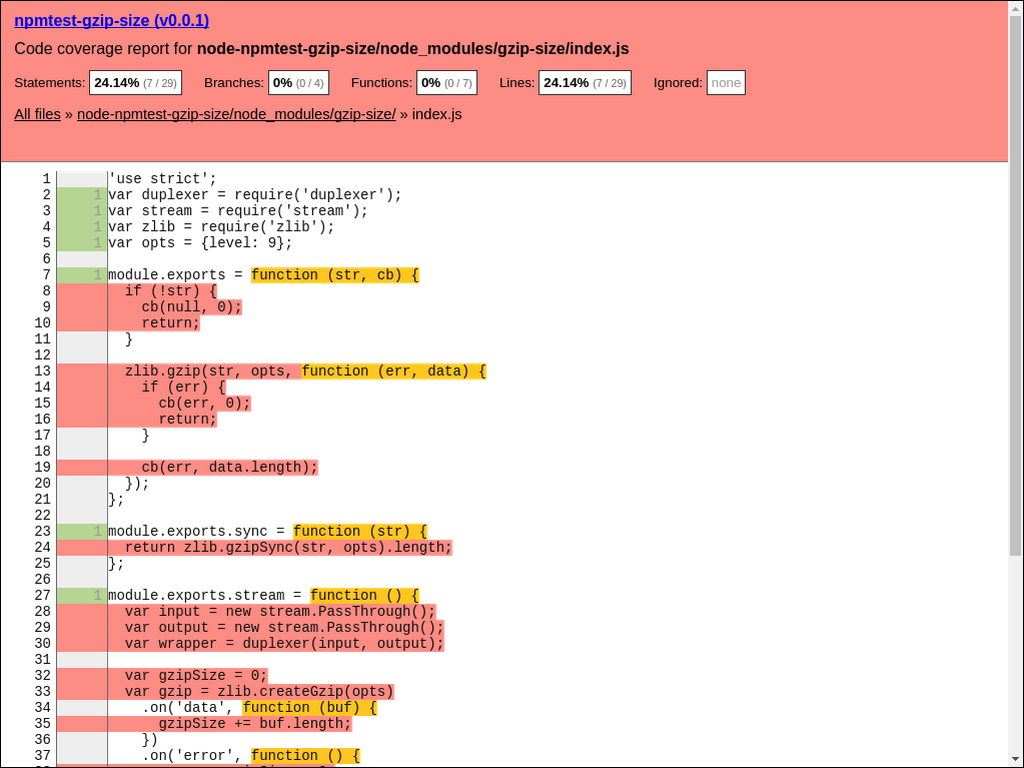 npmtest-gzip-size (v0.0.1)
Code coverage report for node-npmtest-gzip-size/node_modules/gzip-size/index.js
Statements: 24.14% (7 / 29) Branches: 0% (0 / 4) Functions: 0% (0 / 7) Lines: 24.14% (7 / 29) Ignored: none
All files » node-npmtest-gzip-size/node_modules/gzip-size/ » index.js
1 'use strict';
2 1 var duplexer = require('duplexer');
3 1 var stream = require('stream');
4 1 var zlib = require('zlib');
5 1 var opts = {level: 9};
6
7 1 module.exports = function (str, cb) {
8 if (!str) {
9 cb(null, 0);
10 return;
11 }
12
13 zlib.gzip(str, opts, function (err, data) {
14 if (err) {
15 cb(err, 0);
16 return;
17 }
18
19 cb(err, data.length);
20 });
21 };
22
23 1 module.exports.sync = function (str) {
24 return zlib.gzipSync(str, opts).length;
25 };
26
27 1 module.exports.stream = function () {
28 var input = new stream.PassThrough();
29 var output = new stream.PassThrough();
30 var wrapper = duplexer(input, output);
31
32 var gzipSize = 0;
33 var gzip = zlib.createGzip(opts)
34 .on('data', function (buf) {
35 gzipSize += buf.length;
36 })
37 .on('error', function () {